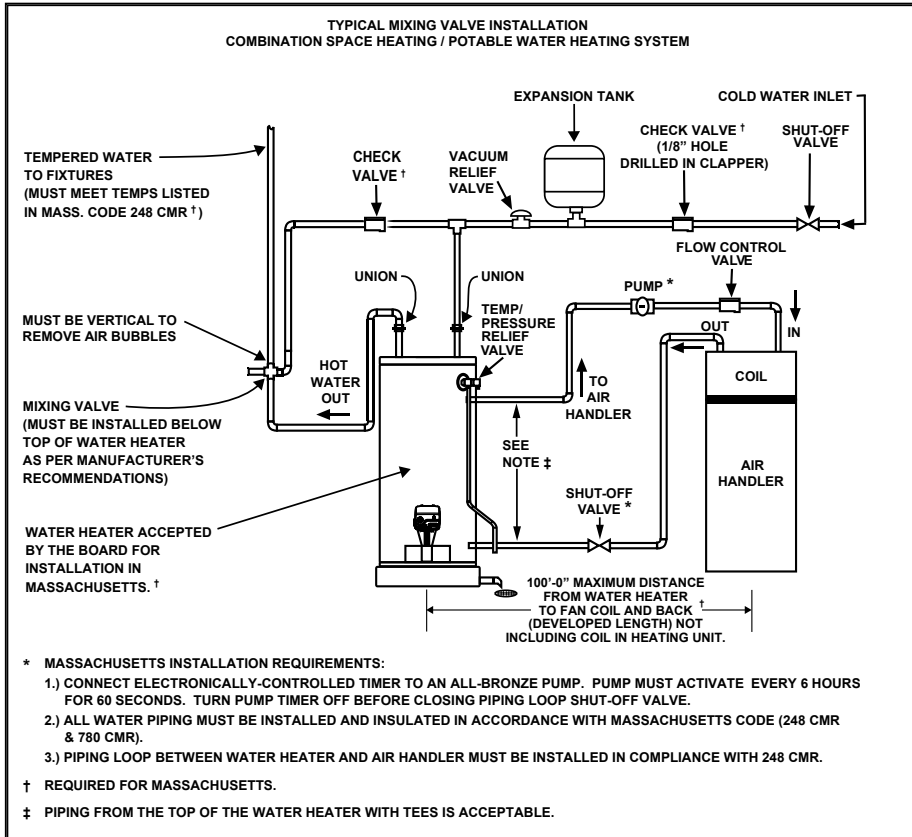 TYPICAL MIXING VALVE INSTALLATION
COMBINATION SPACE HEATING / POTABLE WATER HEATING SYSTEM
EXPANSION TANK
COLD WATER INLET
TEMPERED WATER
TO FIXTURES
(MUST MEET TEMPS LISTED
IN MASS. CODE 248 CMR †)
CHECK
VALVE †
VACUUM
RELIEF
VALVE
CHECK VALVE †
(1/8” HOLE
DRILLED IN CLAPPER)
SHUT-OFF
VALVE
FLOW CONTROL
VALVE
UNION
UNION
PUMP *
TEMP/
PRESSURE
RELIEF
VALVE
OUT
IN
MUST BE VERTICAL TO
REMOVE AIR BUBBLES
HOT
WATER
OUT
TO
AIR
HANDLER
COIL
MIXING VALVE
(MUST BE INSTALLED BELOW
TOP OF WATER HEATER
AS PER MANUFACTURER’S
RECOMMENDATIONS)
SEE
NOTE ‡
AIR
HANDLER
SHUT-OFF
VALVE *
WATER HEATER ACCEPTED
BY THE BOARD FOR
INSTALLATION IN
MASSACHUSETTS. †
100’-0” MAXIMUM DISTANCE
FROM WATER HEATER
TO FAN COIL AND BACK †
(DEVELOPED LENGTH) NOT
INCLUDING COIL IN HEATING UNIT.
* MASSACHUSETTS INSTALLATION REQUIREMENTS:
1.) CONNECT ELECTRONICALLY-CONTROLLED TIMER TO AN ALL-BRONZE PUMP. PUMP MUST ACTIVATE EVERY 6 HOURS
FOR 60 SECONDS. TURN PUMP TIMER OFF BEFORE CLOSING PIPING LOOP SHUT-OFF VALVE.
2.) ALL WATER PIPING MUST BE INSTALLED AND INSULATED IN ACCORDANCE WITH MASSACHUSETTS CODE (248 CMR
& 780 CMR).
3.) PIPING LOOP BETWEEN WATER HEATER AND AIR HANDLER MUST BE INSTALLED IN COMPLIANCE WITH 248 CMR.
† REQUIRED FOR MASSACHUSETTS.
‡ PIPING FROM THE TOP OF THE WATER HEATER WITH TEES IS ACCEPTABLE.